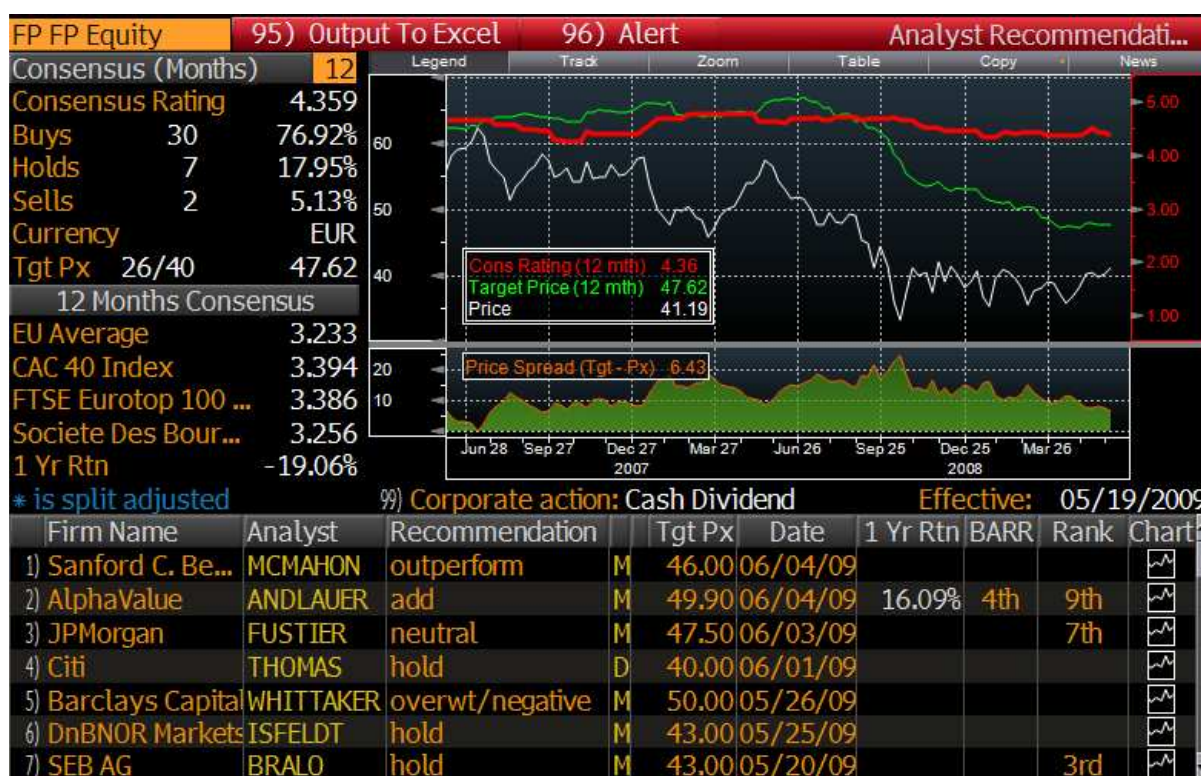 FP FP Equity 95) Output To Excel 96) Alert Analyst Recommendati...
Consensus (Months) 12
Legend Track Zoom Table Copy News
Consensus Rating 4.359
Buys 30 76.92%
Holds 7 17.95%
Sells 2 5.13%
Currency EUR
Tgt Px 26/40 47.62
12 Months Consensus
EU Average 3.233
CAC 40 Index 3.394
FTSE Eurotop 100 ... 3.386
Societe Des Bour... 3.256
1 Yr Rtn -19.06%
60
50
40
5.00
4.00
3.00
2.00
1.00
Cons Rating (12 mth) 4.36
Target Price (12 mth) 47.62
Price 41.19
20
10
Price Spread (Tgt - Px) 6.43
Jun 28 Sep 27 Dec 27 Mar 27 Jun 26 Sep 25 Dec 25 Mar 26
2007 2008
* is split adjusted 99) Corporate action: Cash Dividend Effective: 05/19/2009
Firm Name Analyst Recommendation Tgt Px Date 1 Yr Rtn BARR Rank Chart
1) Sanford C. Be... MCMAHON outperform M 46.00 06/04/09
2) AlphaValue ANDLAUER add M 49.90 06/04/09 16.09% 4th 9th
3) JPMorgan FUSTIER neutral M 47.50 06/03/09 7th
4) Citi THOMAS hold D 40.00 06/01/09
5) Barclays Capital WHITTAKER overwt/negative M 50.00 05/26/09
6) DnBNOR Markets ISFELDT hold M 43.00 05/25/09
7) SEB AG BRALO hold M 43.00 05/20/09 3rd